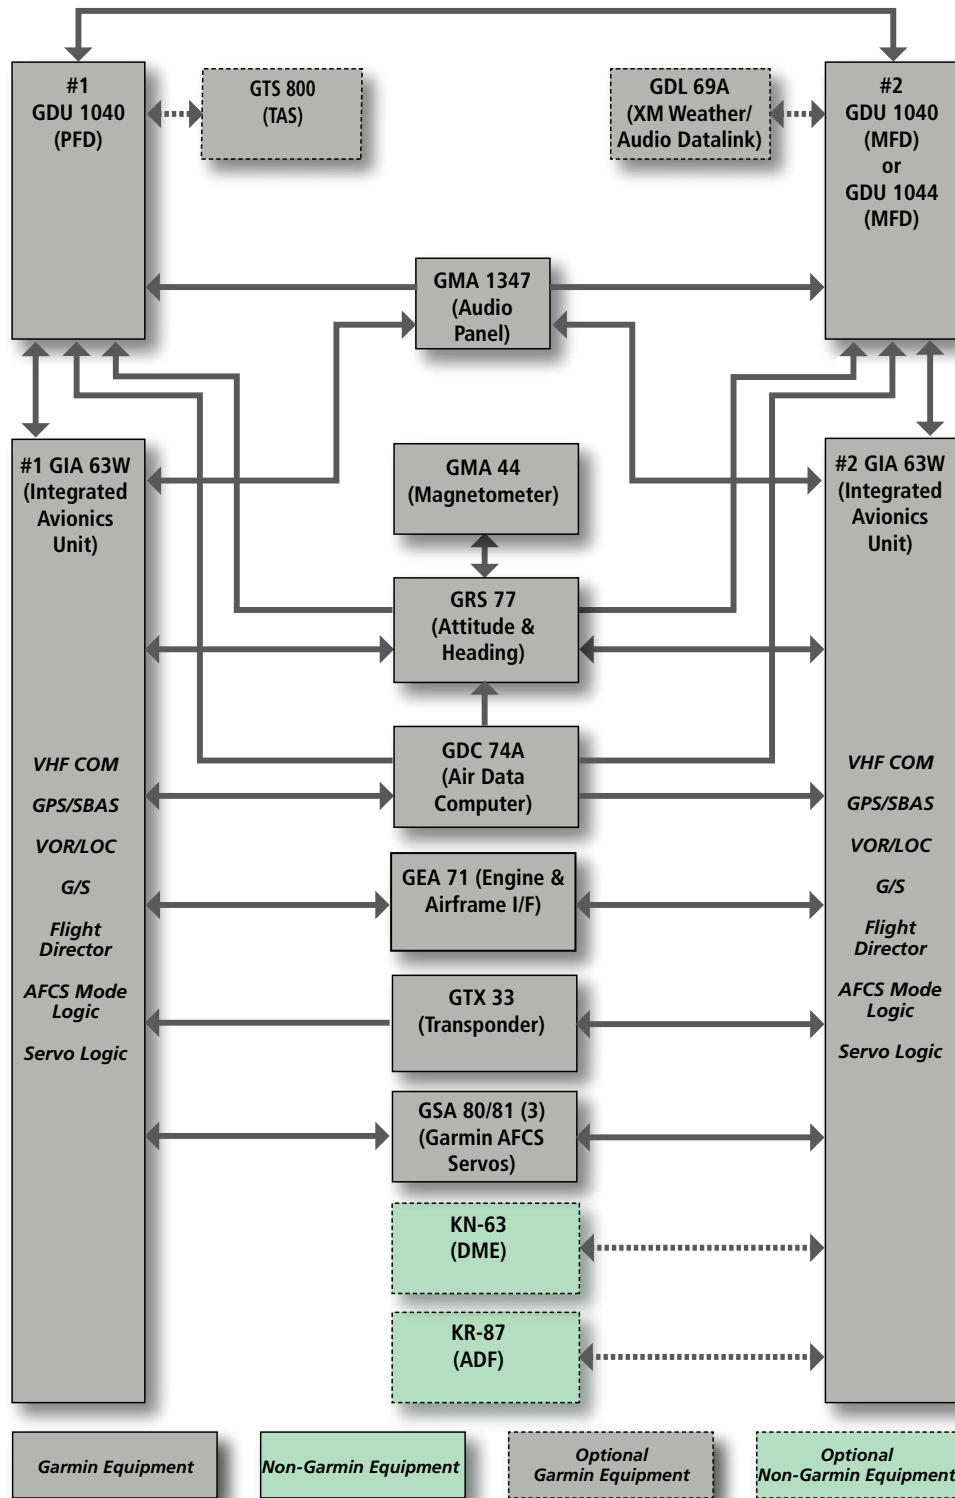 #1
GDU 1040
(PFD)
GTS 800
(TAS)
GDL 69A
(XM Weather/
Audio Datalink)
#2
GDU 1040
(MFD)
or
GDU 1044
(MFD)
GMA 1347
(Audio
Panel)
#1 GIA 63W
(Integrated
Avionics
Unit)
VHF COM
GPS/SBAS
VOR/LOC
G/S
Flight
Director
AFCS Mode
Logic
Servo Logic
GMA 44
(Magnetometer)
GRS 77
(Attitude &
Heading)
GDC 74A
(Air Data
Computer)
GEA 71 (Engine &
Airframe I/F)
GTX 33
(Transponder)
GSA 80/81 (3)
(Garmin AFCS
Servos)
KN-63
(DME)
KR-87
(ADF)
#2 GIA 63W
(Integrated
Avionics
Unit)
VHF COM
GPS/SBAS
VOR/LOC
G/S
Flight
Director
AFCS Mode
Logic
Servo Logic
Garmin Equipment
Non-Garmin Equipment
Optional
Garmin Equipment
Optional
Non-Garmin Equipment